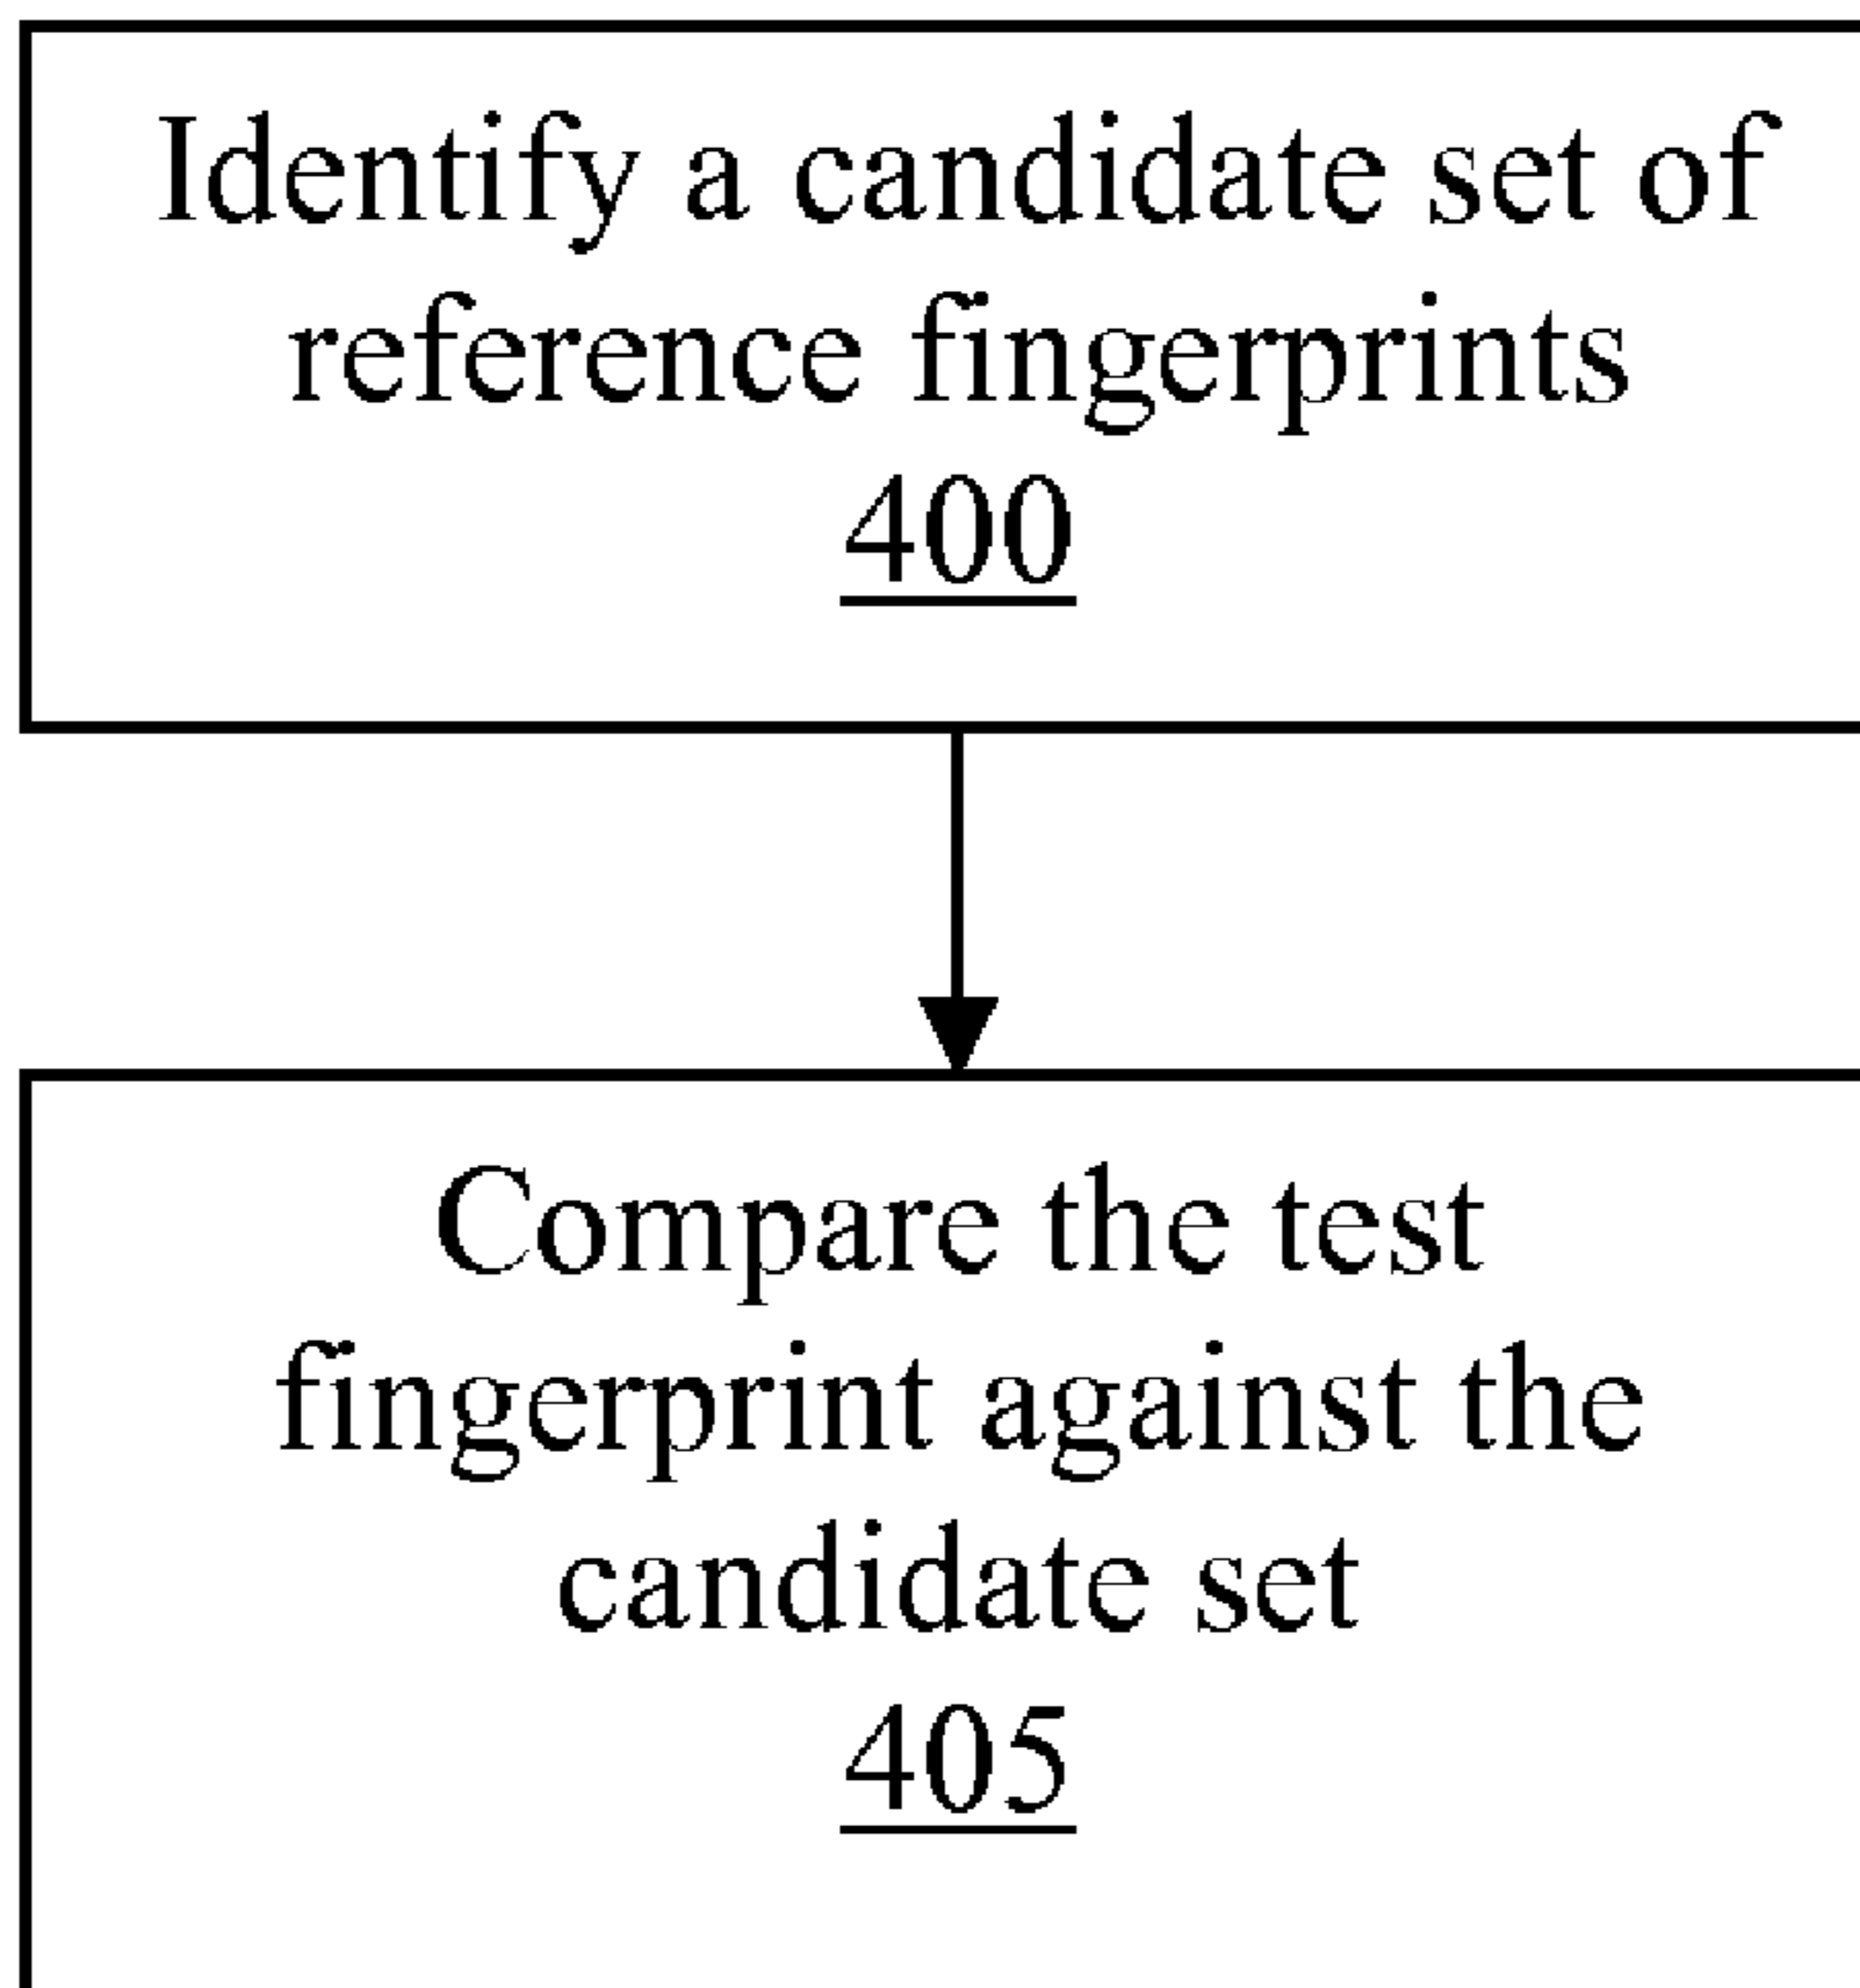 Identify a candidate set of
reference fingerprints
400
Compare the test
fingerprint against the
candidate set
405